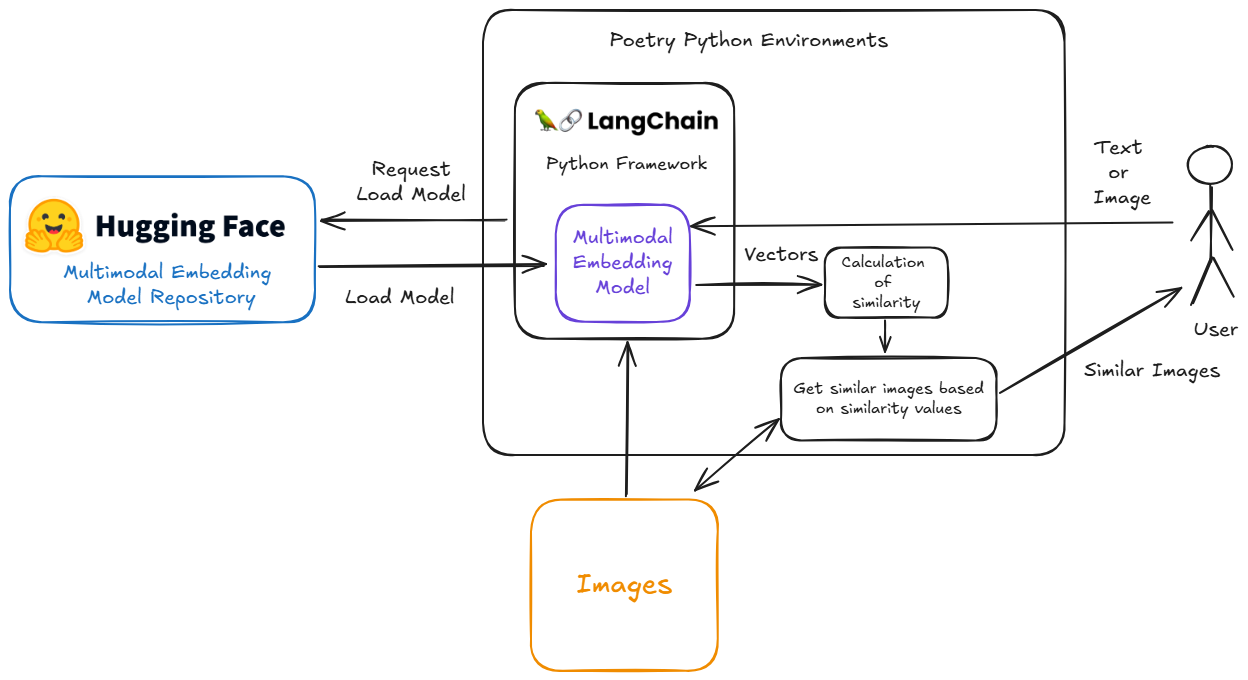 Poetry Python Environments
🦜🔗 LangChain
Python Framework
Multimodal
Embedding
Model
Request
Load Model
Load Model
Hugging Face
Multimodal Embedding
Model Repository
Text
or
Image
Vectors
Calculation
of
similarity
Get similar images based
on similarity values
User
Similar Images
Images